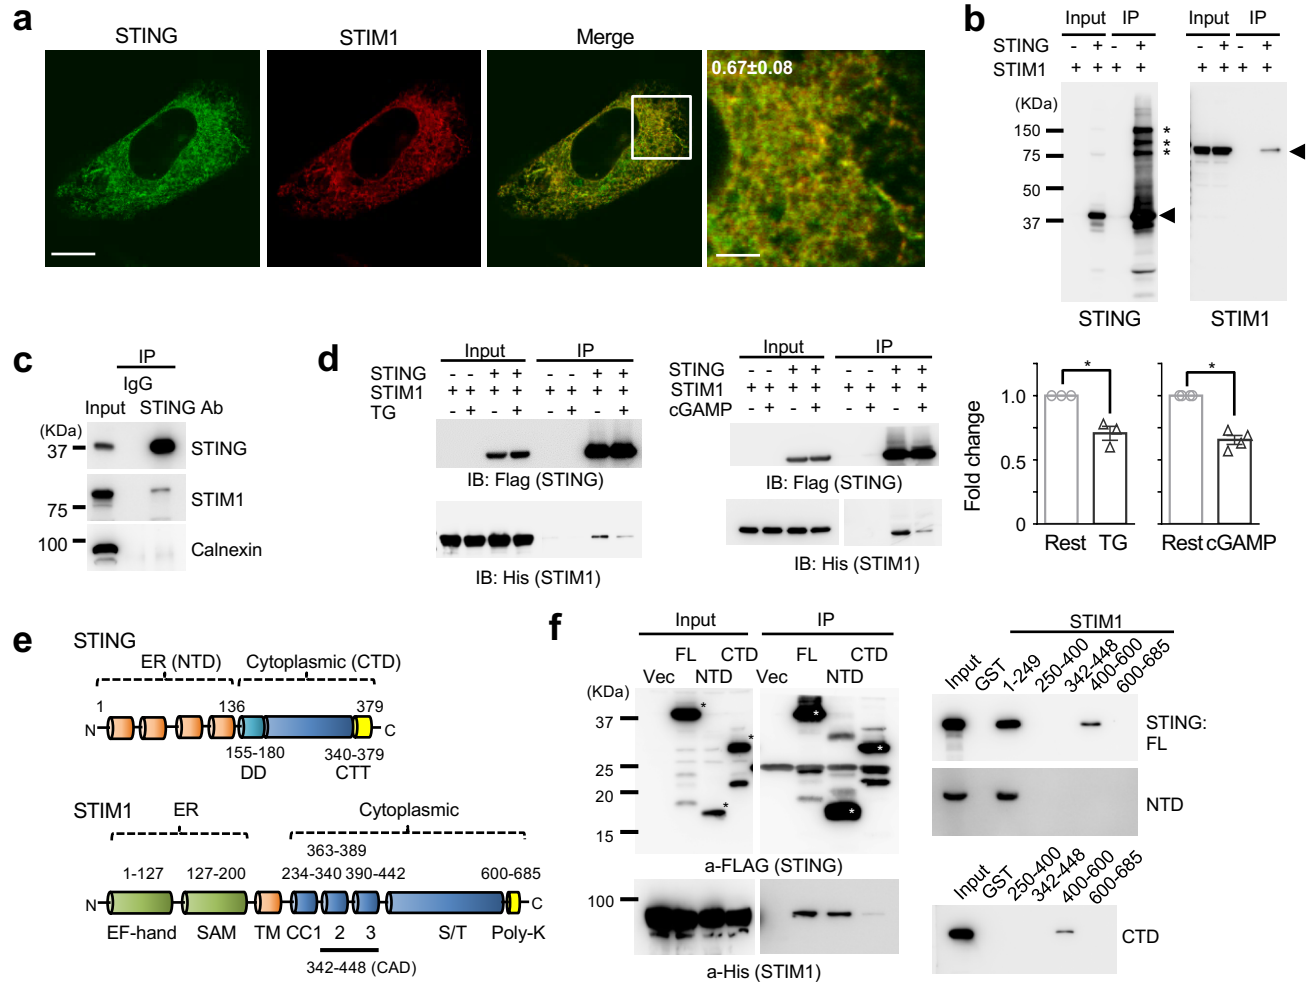 a
STING
STIM1
Merge
0.67±0.08
b
Input IP Input IP
STING - + - + - + - +
STIM1 + + + + + + + +
(KDa)
150
75
50
37
*
*
*
STING STIM1
c
IP
IgG
Input STING Ab
(KDa)
37 STING
STIM1
75
100
Calnexin
d
Input IP
STING - - + + - - + +
STIM1 + + + + + + + +
TG - + - + - + - +
IB: Flag (STING)
IB: His (STIM1)
Input IP
STING - - + + - - + +
STIM1 + + + + + + + +
cGAMP - + - + - + - +
IB: Flag (STING)
IB: His (STIM1)
Fold change
1.0
0.5
0
* *
Rest TG Rest cGAMP
e
STING
ER (NTD) Cytoplasmic (CTD)
1 136 379
N C
155-180 340-379
DD CTT
STIM1 ER Cytoplasmic
363-389
1-127 127-200 234-340 390-442 600-685
N C
EF-hand SAM TM CC1 2 3 S/T Poly-K
342-448 (CAD)
f
Input IP
FL CTD FL CTD
Vec NTD Vec NTD
(KDa)
37
25
20
15
* * * * * *
a-FLAG (STING)
100
a-His (STIM1)
STIM1
Input GST 1-249 250-400 342-448 400-600 600-685
STING:
FL
NTD
Input GST 250-400 342-448 400-600 600-685
CTD